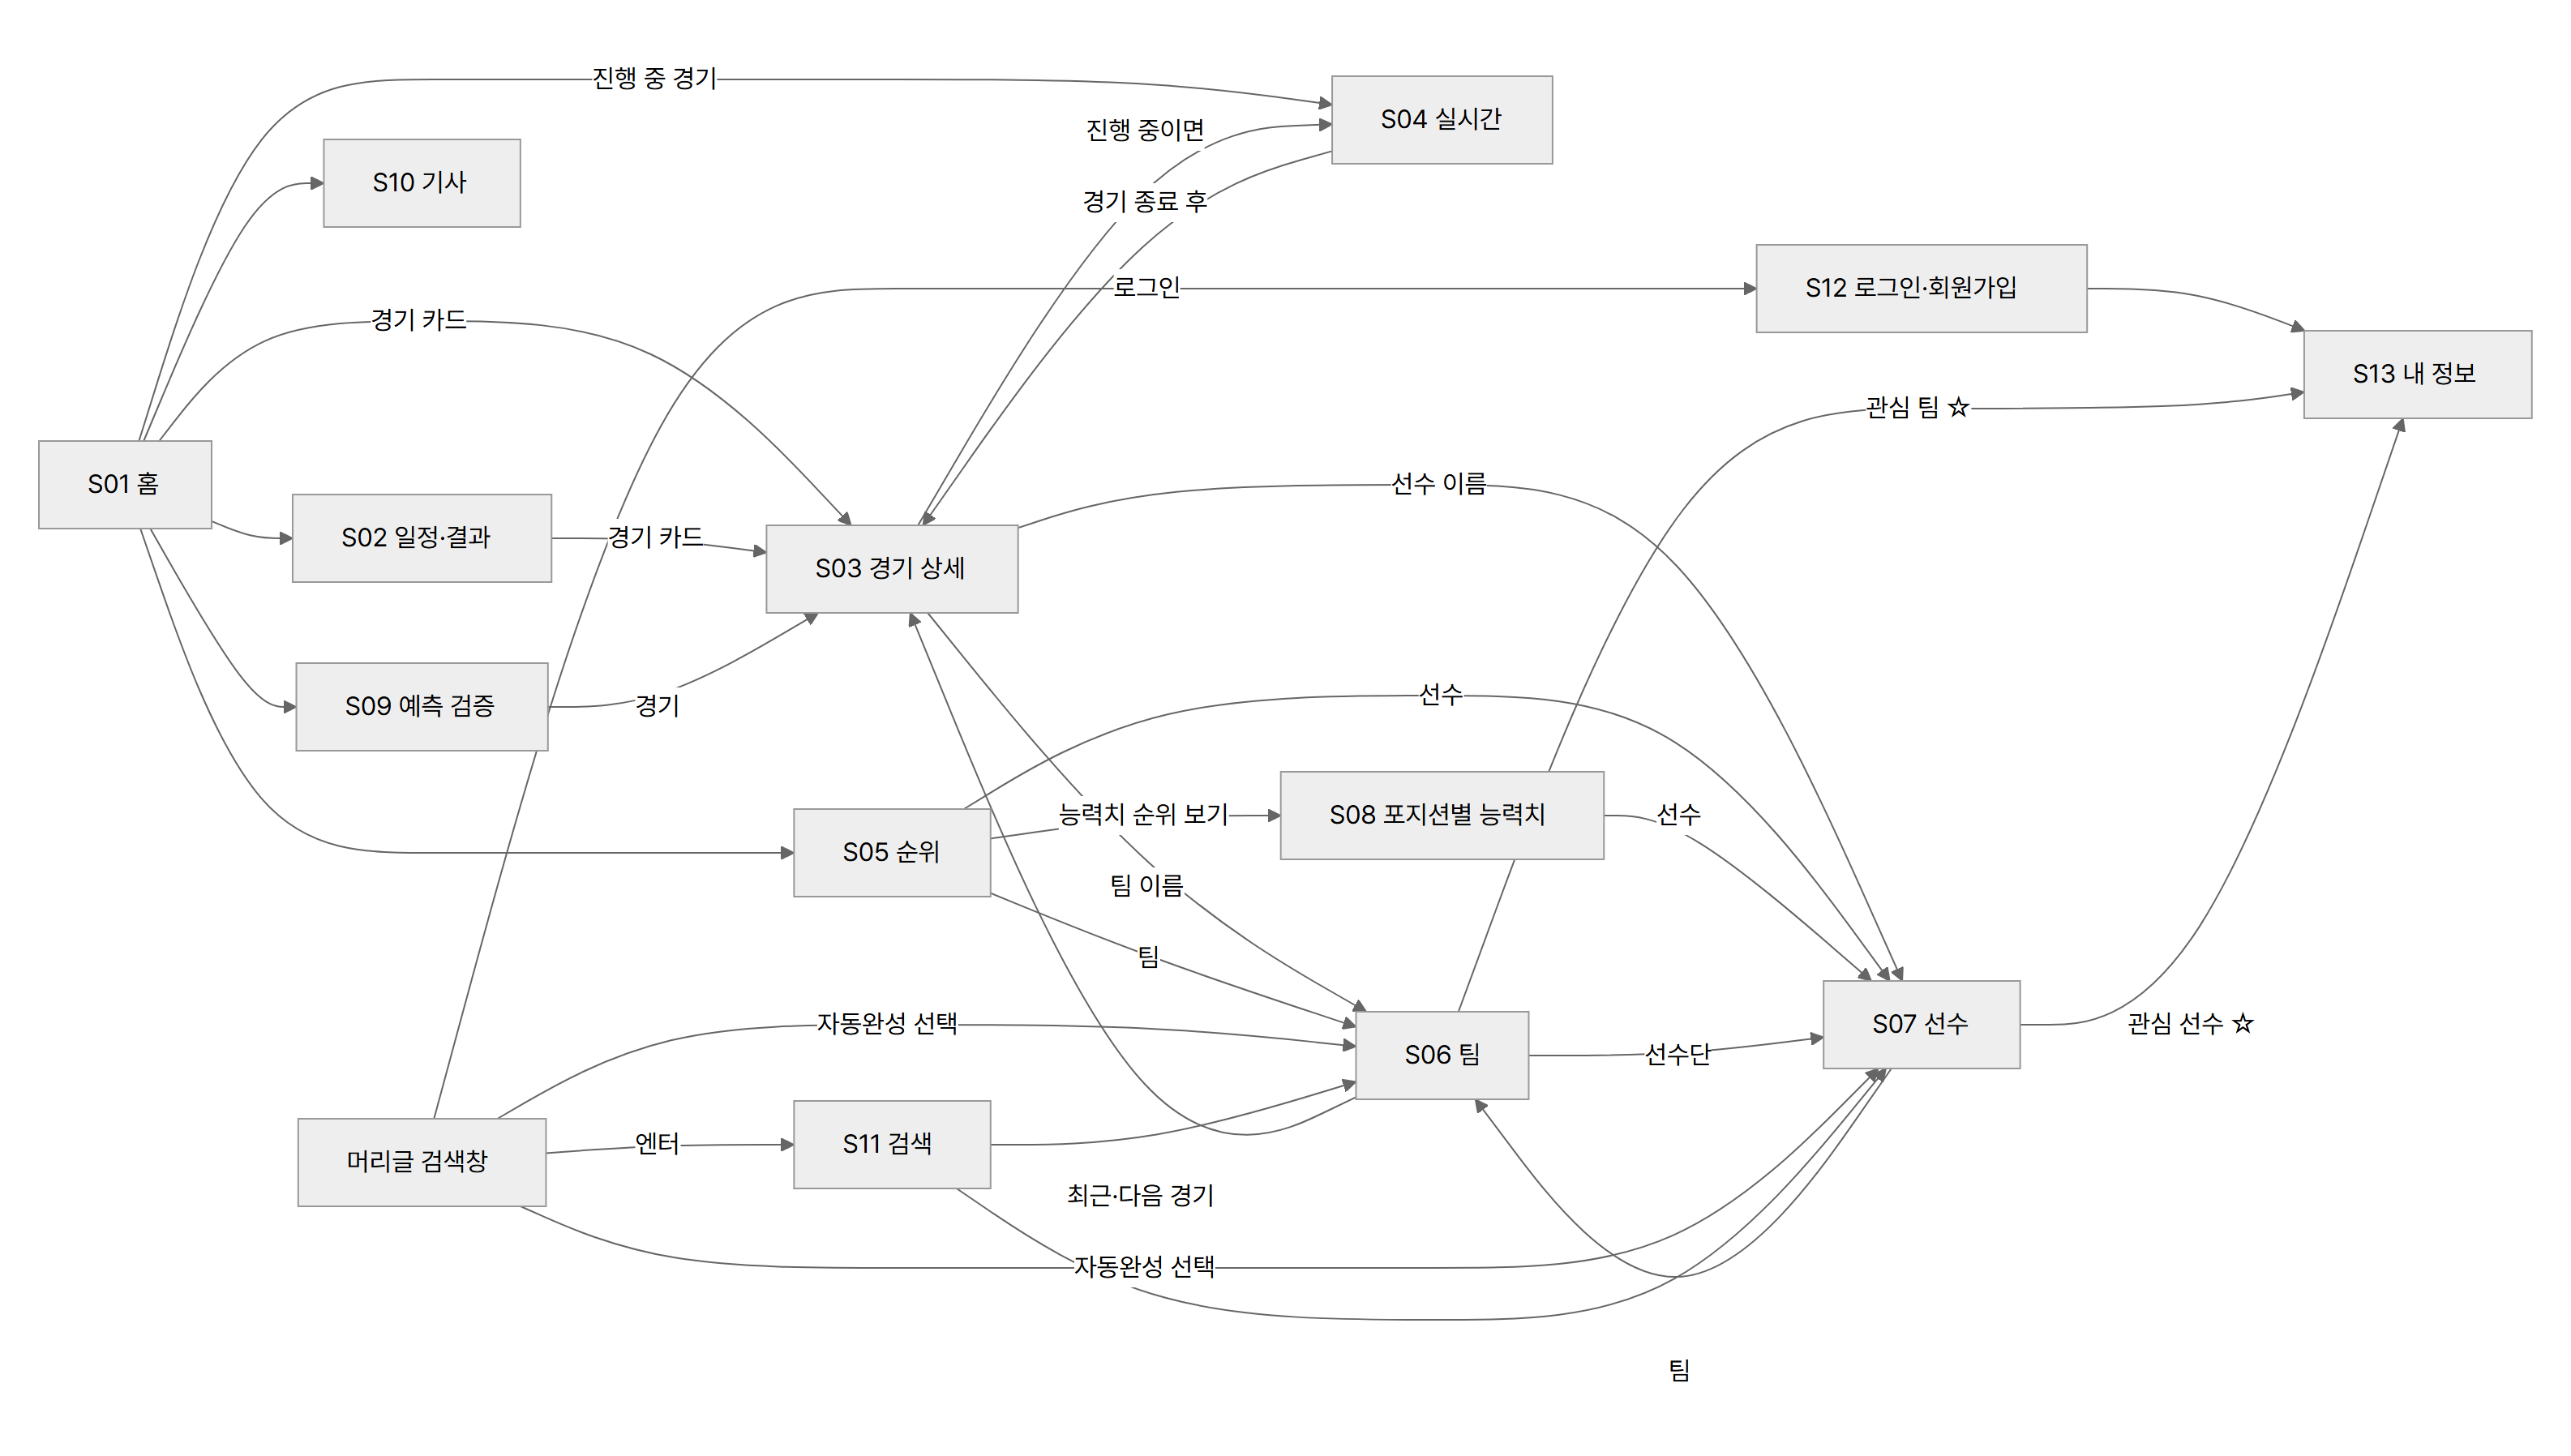 진행 중 경기
S04 실시간
진행 중이면
S10 기사
경기 종료 후
로그인
S12 로그인·회원가입
경기 카드
S13 내 정보
관심 팀 ☆
S01 홈
선수 이름
S02 일정·결과
경기 카드
S03 경기 상세
선수
S09 예측 검증
경기
능력치 순위 보기
S08 포지션별 능력치
선수
S05 순위
팀 이름
팀
자동완성 선택
S07 선수
관심 선수 ☆
S06 팀
선수단
엔터
S11 검색
머리글 검색창
최근·다음 경기
자동완성 선택
팀